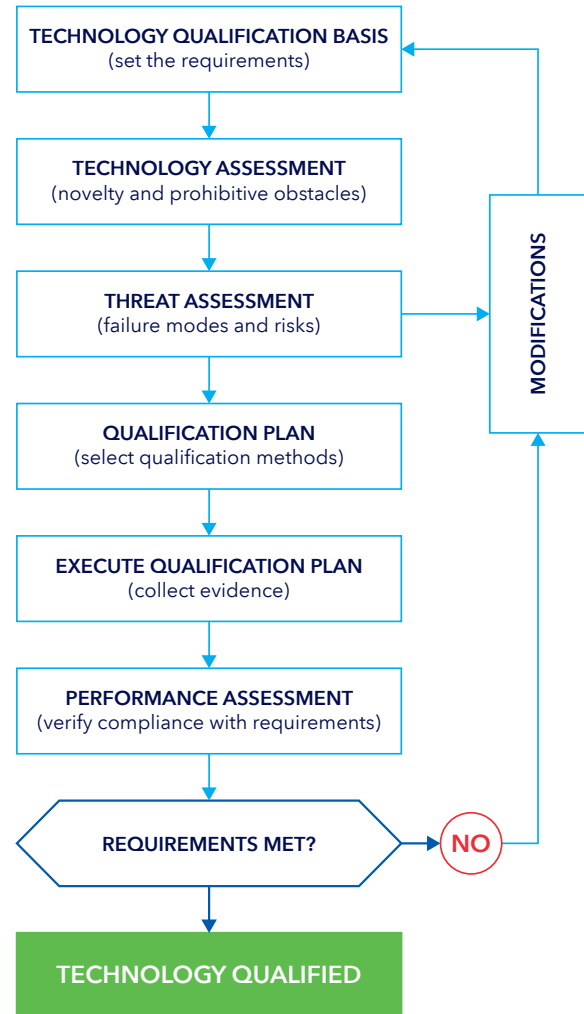 TECHNOLOGY QUALIFICATION BASIS
(set the requirements)
TECHNOLOGY ASSESSMENT
(novelty and prohibitive obstacles)
THREAT ASSESSMENT
(failure modes and risks)
MODIFICATIONS
QUALIFICATION PLAN
(select qualification methods)
EXECUTE QUALIFICATION PLAN
(collect evidence)
PERFORMANCE ASSESSMENT
(verify compliance with requirements)
REQUIREMENTS MET?
NO
TECHNOLOGY QUALIFIED